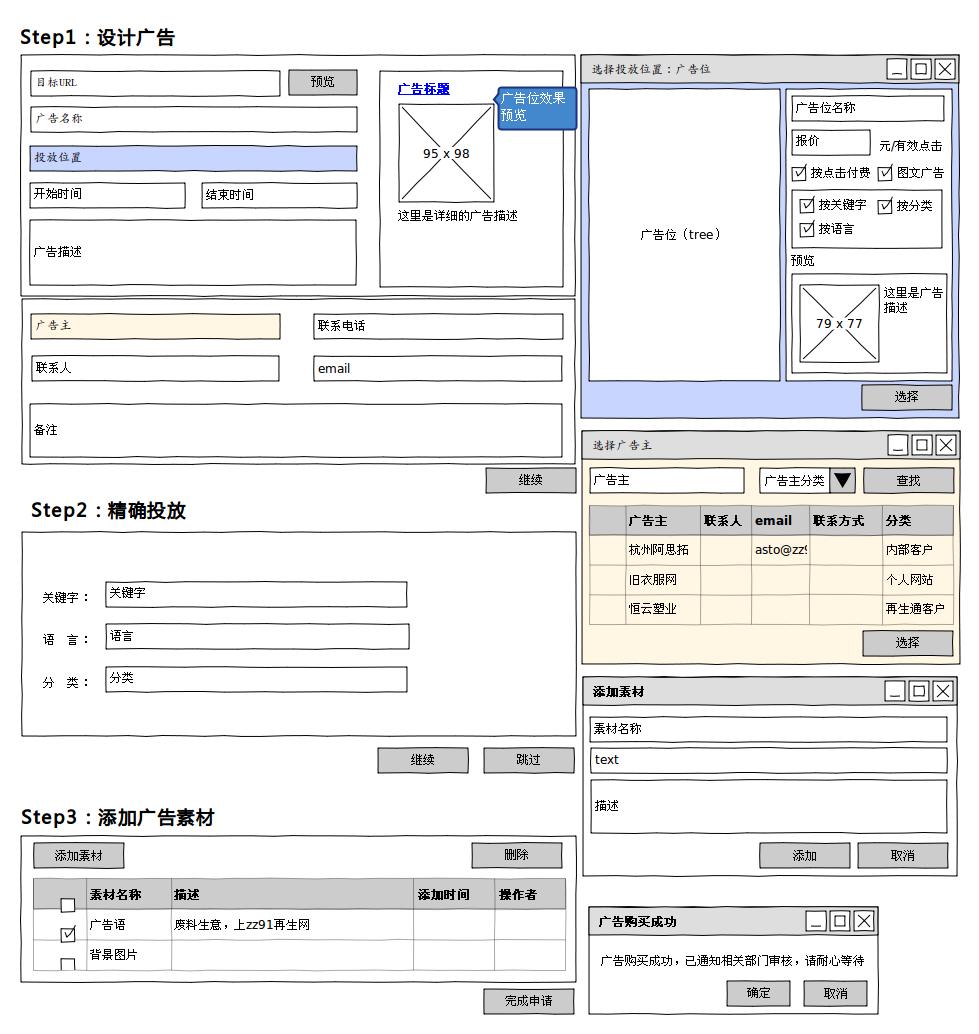 Step1：设计广告
目标URL
预览
广告名称
投放位置
开始时间
结束时间
广告描述
广告标题
广告位效果
预览
95 x 98
这里是详细的广告描述
广告主
联系电话
联系人
email
备注
继续
选择投放位置：广告位
广告位（tree）
广告位名称
报价
元/有效点击
按点击付费
图文广告
按关键字
按分类
按语言
预览
79 x 77
这里是广告
描述
选择
选择广告主
广告主
广告主分类
查找
广告主 联系人 email 联系方式 分类
杭州阿思拓 asto@zz9 内部客户
旧衣服网 个人网站
恒云塑业 再生通客户
选择
Step2：精确投放
关键字：
关键字
语 言：
语言
分 类：
分类
继续
跳过
添加素材
素材名称
text
描述
添加
取消
Step3：添加广告素材
添加素材
删除
素材名称 描述 添加时间 操作者
广告语 废料生意，上zz91再生网
背景图片
完成申请
广告购买成功
广告购买成功，已通知相关部门审核，请耐心等待
确定
取消